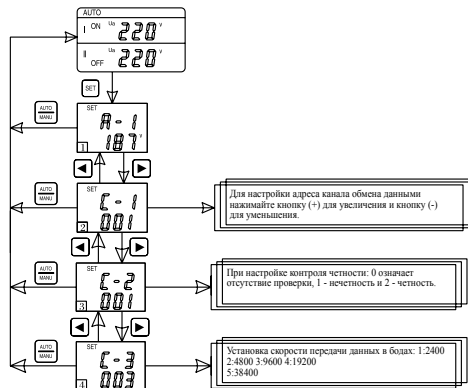 AUTO
I ON Ua 220 v
II OFF Ua 220 v
SET
AUTO
MANU
SET
A-1
187 v
1
AUTO
MANU
SET
C-1
001
2
Для настройки адреса канала обмена данными
нажимайте кнопку (+) для увеличения и кнопку (-)
для уменьшения.
AUTO
MANU
SET
C-2
001
3
При настройке контроля четности: 0 означает
отсутствие проверки, 1 - нечетность и 2 - четность.
AUTO
MANU
SET
C-3
003
4
Установка скорости передачи данных в бодах: 1:2400
2:4800 3:9600 4:19200
5:38400